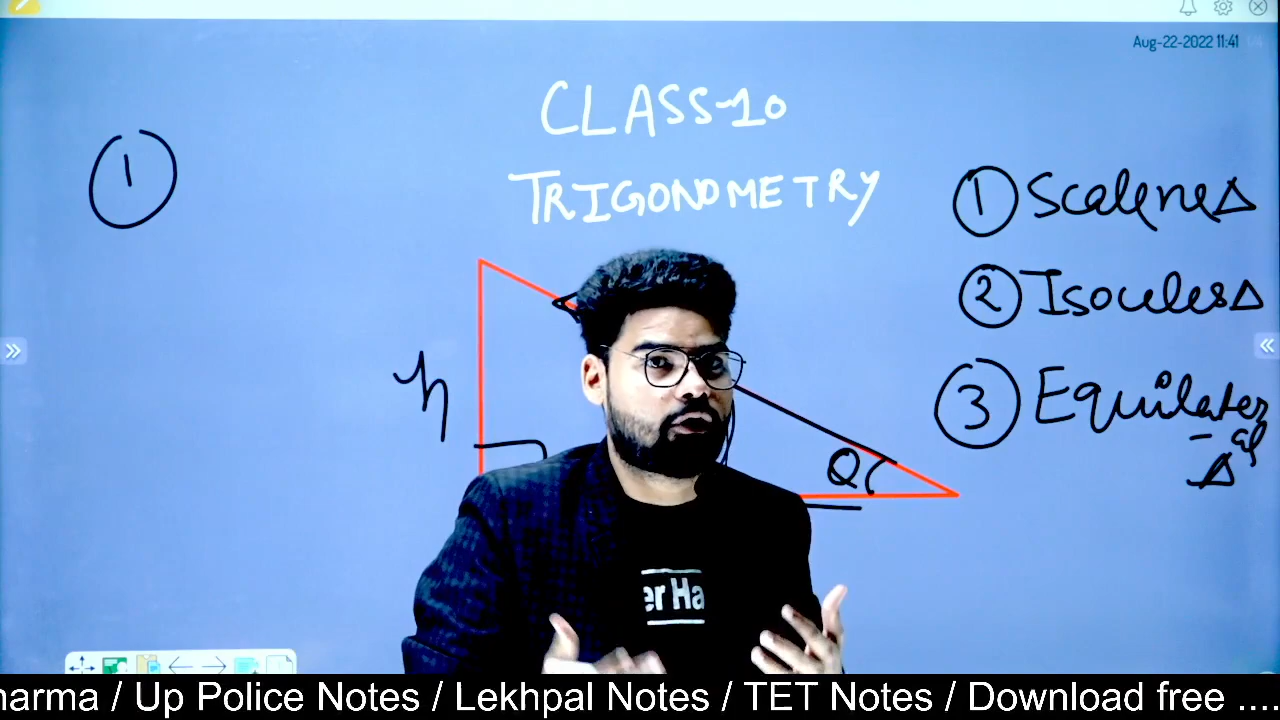 Aug-22-2022 11:41
CLASS-10
TRIGONOMETRY
①
① Scalene Δ
② Isoceles Δ
③ Equilater
-al
Δ
h
θ
er Ha
harma / Up Police Notes / Lekhpal Notes / TET Notes / Download free ....